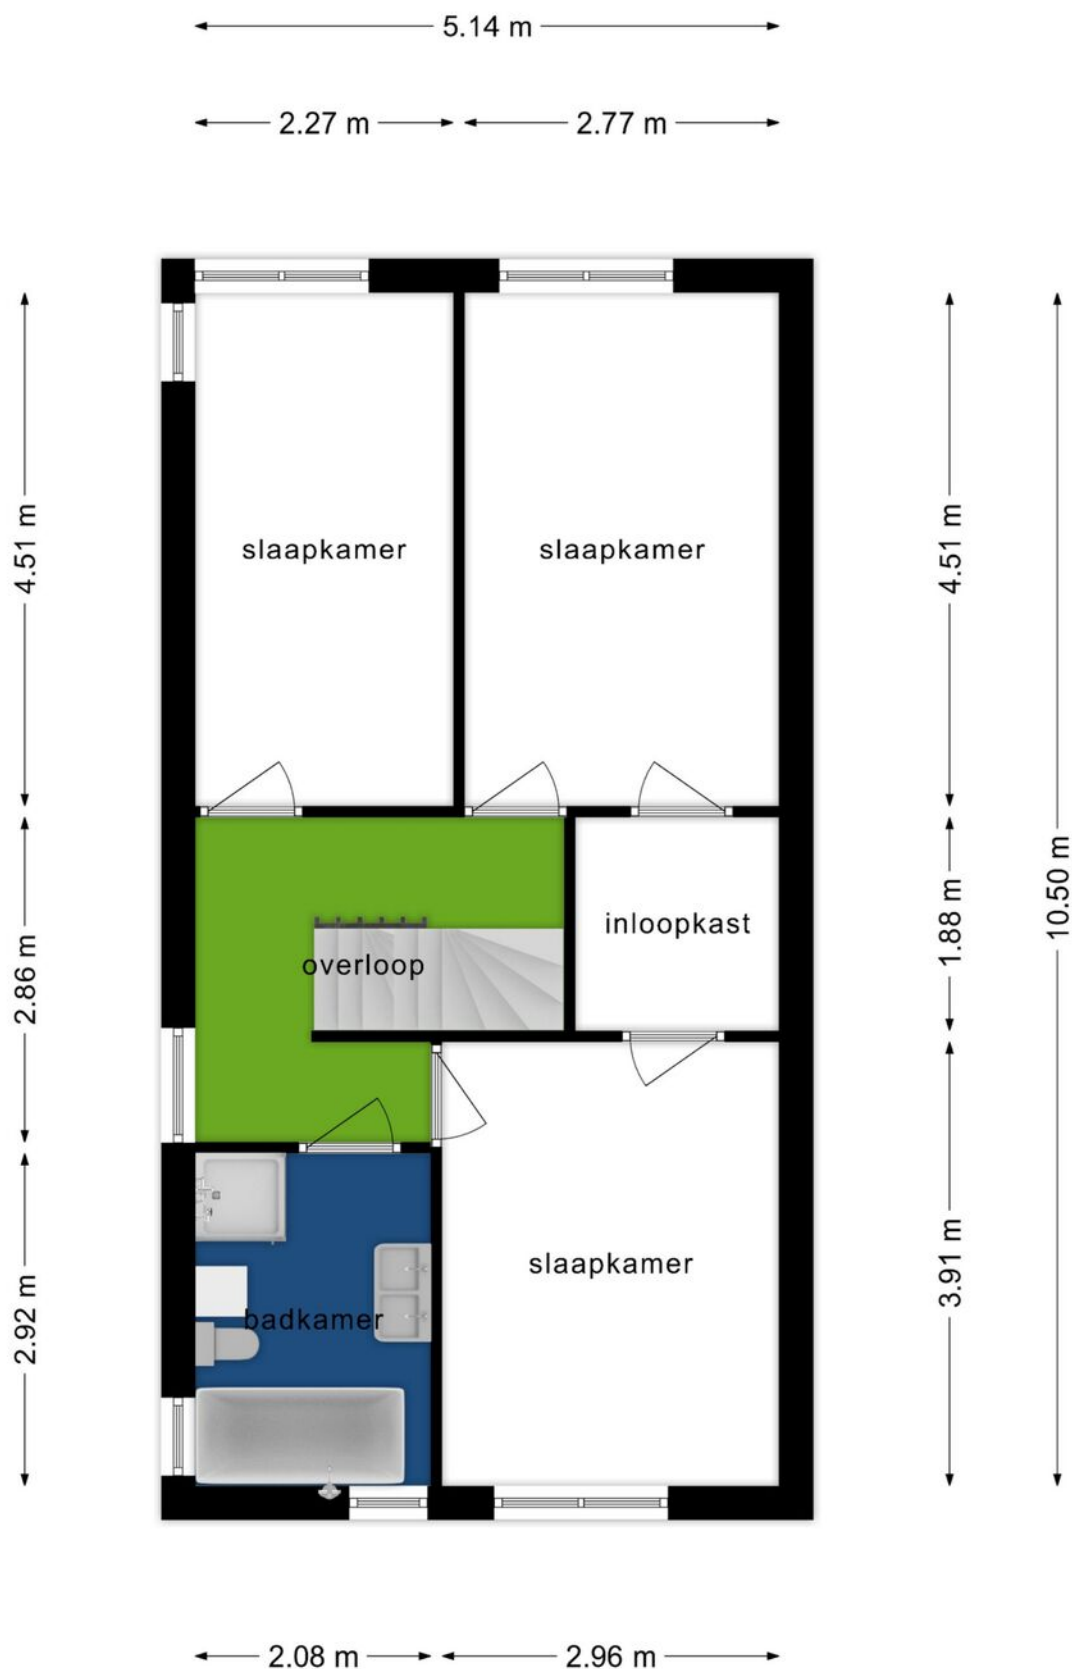 5.14 m
2.27 m
2.77 m
4.51 m
4.51 m
slaapkamer
slaapkamer
10.50 m
1.88 m
inloopkast
2.86 m
overloop
3.91 m
slaapkamer
2.92 m
badkamer
2.08 m
2.96 m